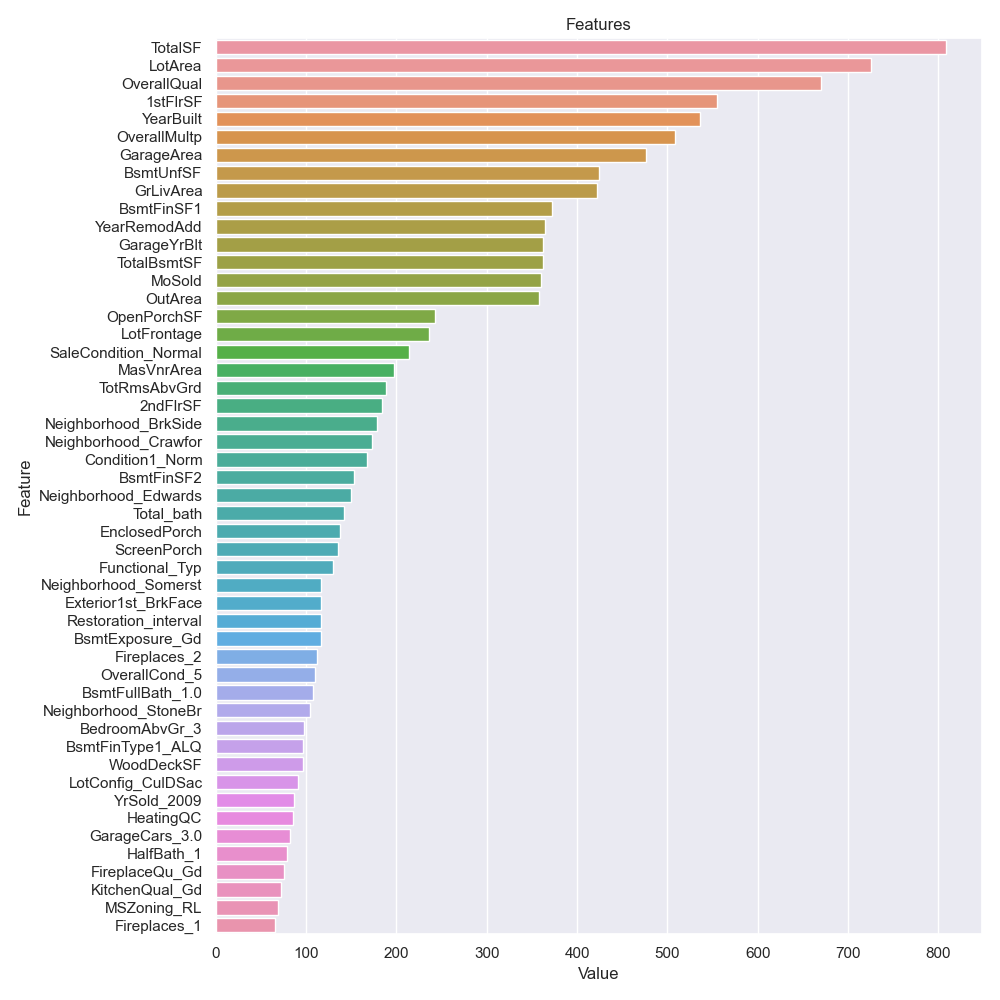 Features
TotalSF
LotArea
OverallQual
1stFlrSF
YearBuilt
OverallMultp
GarageArea
BsmtUnfSF
GrLivArea
BsmtFinSF1
YearRemodAdd
GarageYrBlt
TotalBsmtSF
MoSold
OutArea
OpenPorchSF
LotFrontage
SaleCondition_Normal
MasVnrArea
TotRmsAbvGrd
2ndFlrSF
Neighborhood_BrkSide
Neighborhood_Crawfor
Condition1_Norm
BsmtFinSF2
Neighborhood_Edwards
Total_bath
EnclosedPorch
ScreenPorch
Functional_Typ
Neighborhood_Somerst
Exterior1st_BrkFace
Restoration_interval
BsmtExposure_Gd
Fireplaces_2
OverallCond_5
BsmtFullBath_1.0
Neighborhood_StoneBr
BedroomAbvGr_3
BsmtFinType1_ALQ
WoodDeckSF
LotConfig_CulDSac
YrSold_2009
HeatingQC
GarageCars_3.0
HalfBath_1
FireplaceQu_Gd
KitchenQual_Gd
MSZoning_RL
Fireplaces_1
Feature
0 100 200 300 400 500 600 700 800
Value